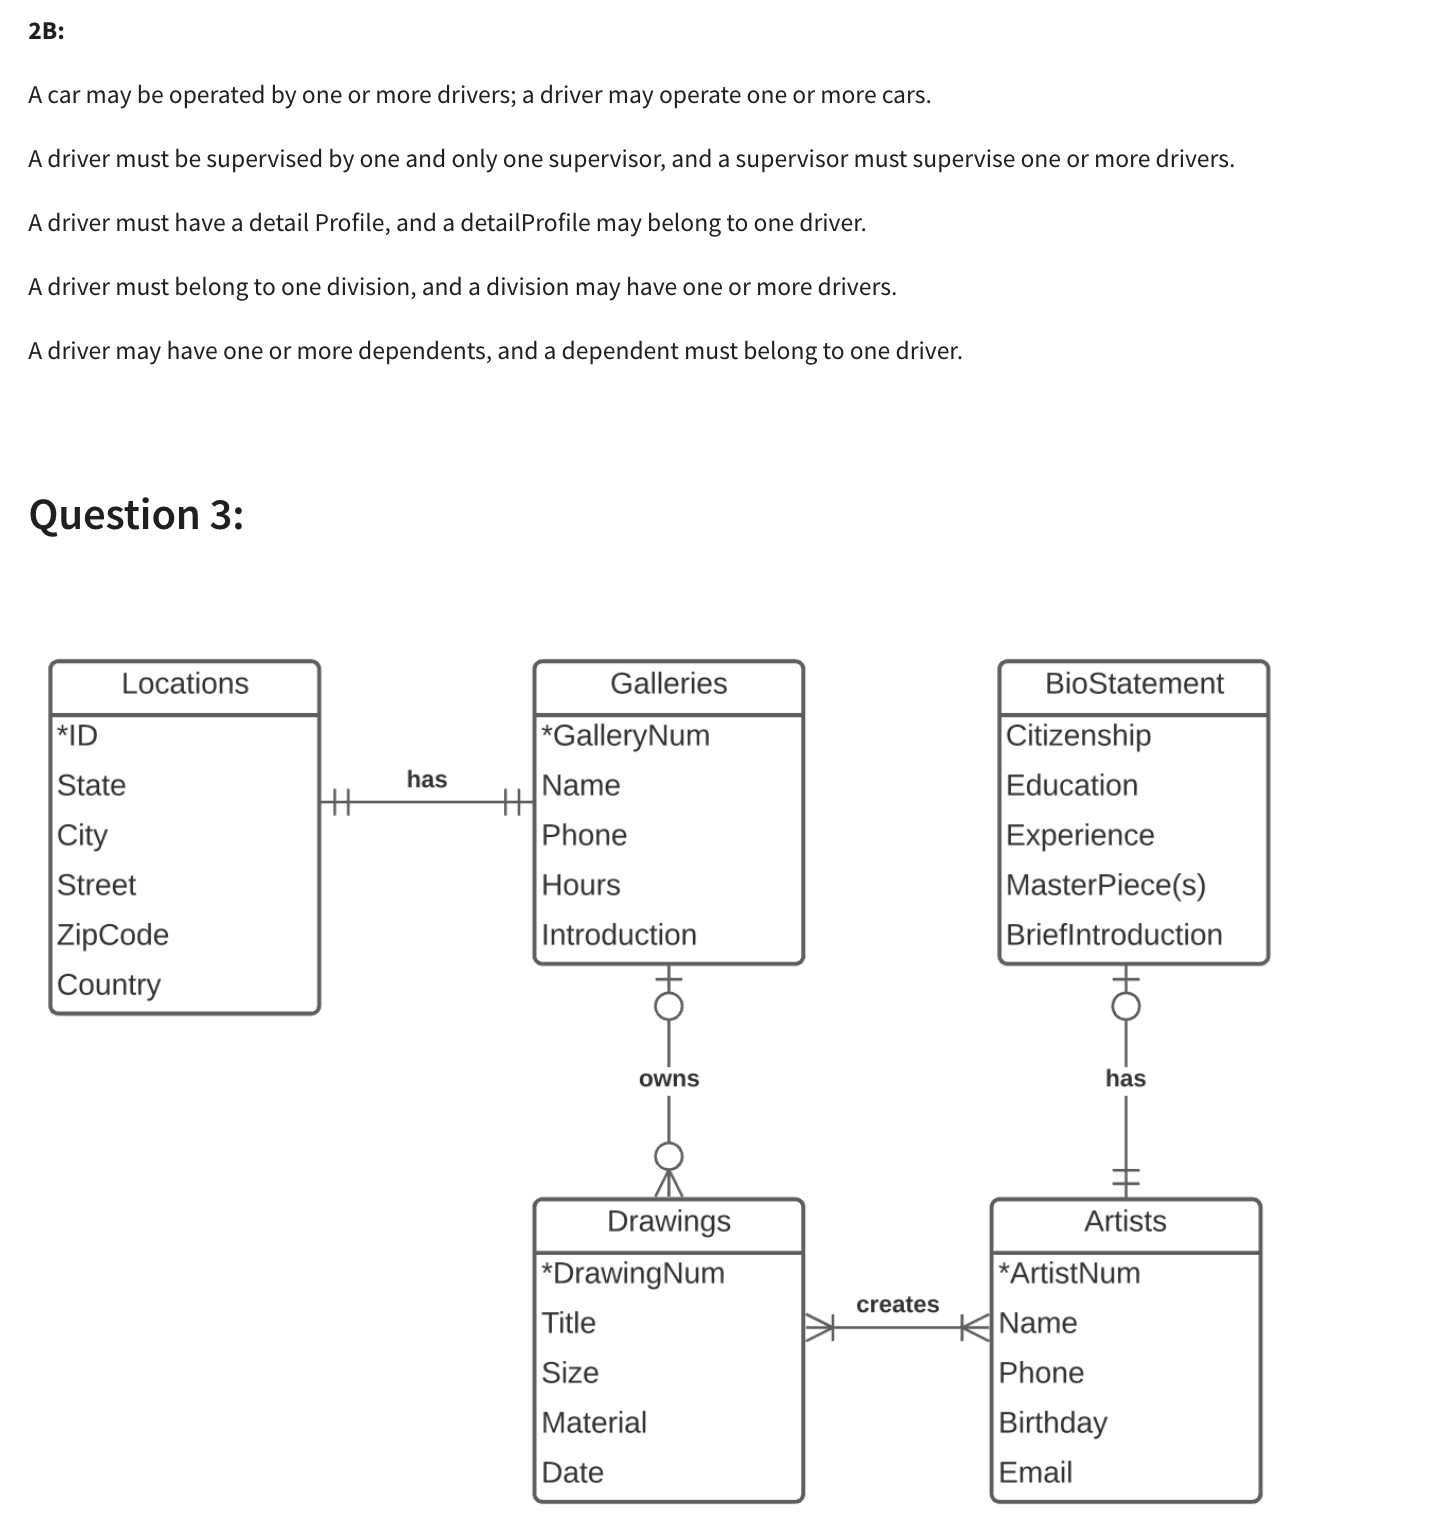 2B:
A car may be operated by one or more drivers; a driver may operate one or more cars.
A driver must be supervised by one and only one supervisor, and a supervisor must supervise one or more drivers.
A driver must have a detail Profile, and a detailProfile may belong to one driver.
A driver must belong to one division, and a division may have one or more drivers.
A driver may have one or more dependents, and a dependent must belong to one driver.
Question 3:
Locations
*ID
State
City
Street
ZipCode
Country
has
Galleries
*GalleryNum
Name
Phone
Hours
Introduction
BioStatement
Citizenship
Education
Experience
MasterPiece(s)
BriefIntroduction
owns
has
Drawings
*DrawingNum
Title
Size
Material
Date
creates
Artists
*ArtistNum
Name
Phone
Birthday
Email